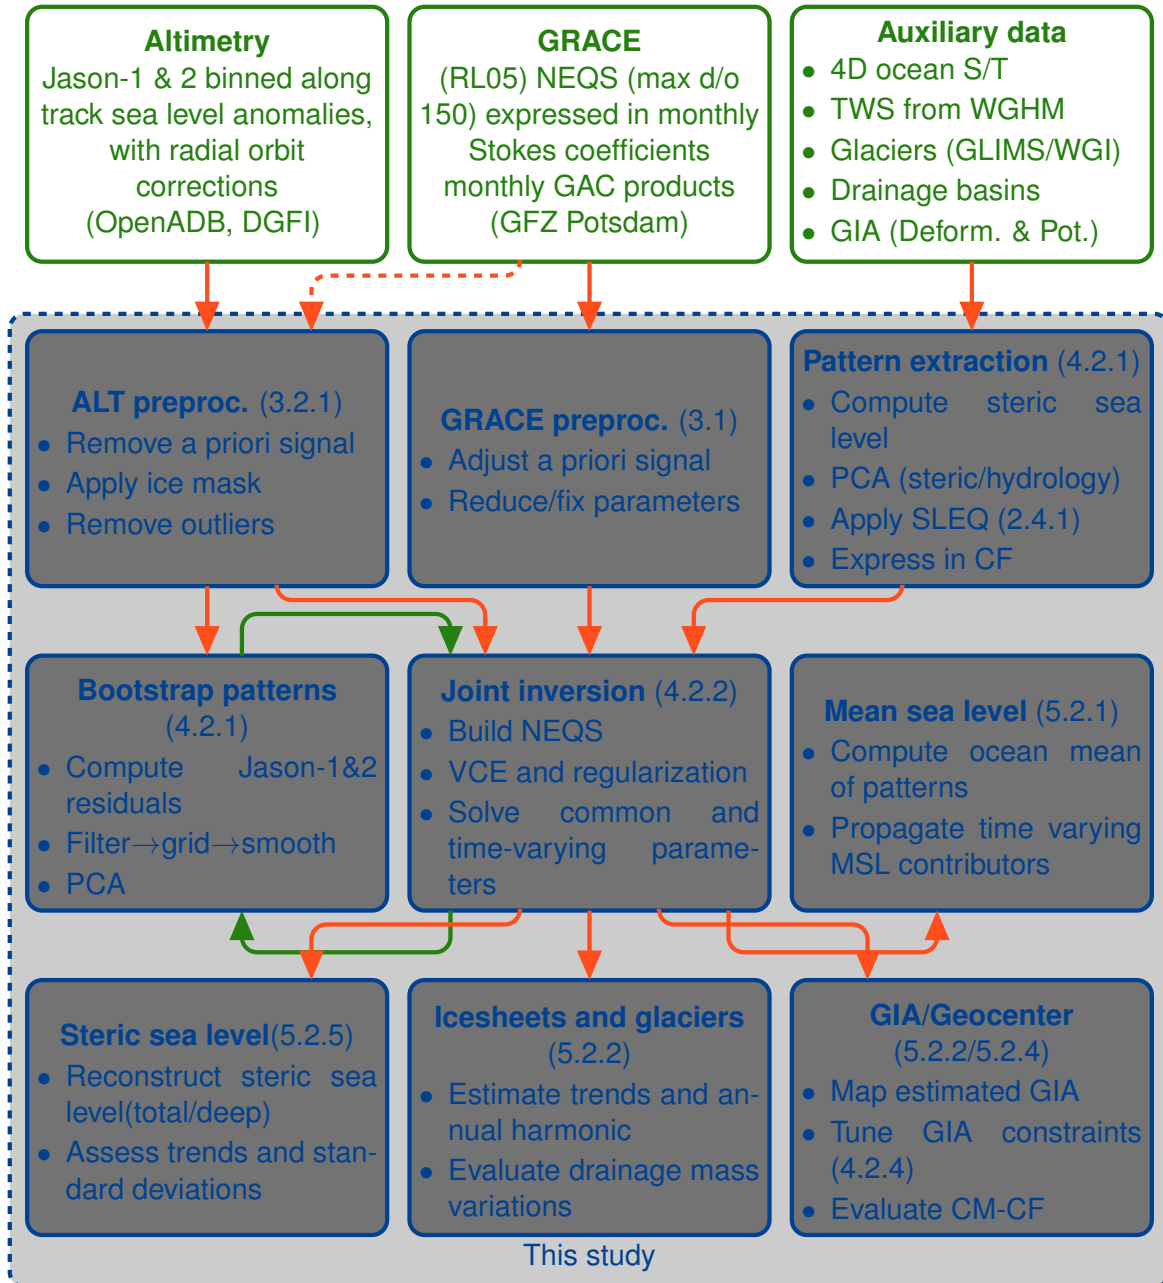 Altimetry
Jason-1 & 2 binned along
track sea level anomalies,
with radial orbit
corrections
(OpenADB, DGFI)
GRACE
(RL05) NEQS (max d/o
150) expressed in monthly
Stokes coefficients
monthly GAC products
(GFZ Potsdam)
Auxiliary data
• 4D ocean S/T
• TWS from WGHM
• Glaciers (GLIMS/WGI)
• Drainage basins
• GIA (Deform. & Pot.)
ALT preproc. (3.2.1)
• Remove a priori signal
• Apply ice mask
• Remove outliers
GRACE preproc. (3.1)
• Adjust a priori signal
• Reduce/fix parameters
Pattern extraction (4.2.1)
• Compute steric sea
level
• PCA (steric/hydrology)
• Apply SLEQ (2.4.1)
• Express in CF
Bootstrap patterns
(4.2.1)
• Compute Jason-1&2
residuals
• Filter→grid→smooth
• PCA
Joint inversion (4.2.2)
• Build NEQS
• VCE and regularization
• Solve common and
time-varying parame-
ters
Mean sea level (5.2.1)
• Compute ocean mean
of patterns
• Propagate time varying
MSL contributors
Steric sea level(5.2.5)
• Reconstruct steric sea
level(total/deep)
• Assess trends and stan-
dard deviations
Icesheets and glaciers
(5.2.2)
• Estimate trends and an-
nual harmonic
• Evaluate drainage mass
variations
GIA/Geocenter
(5.2.2/5.2.4)
• Map estimated GIA
• Tune GIA constraints
(4.2.4)
• Evaluate CM-CF
This study